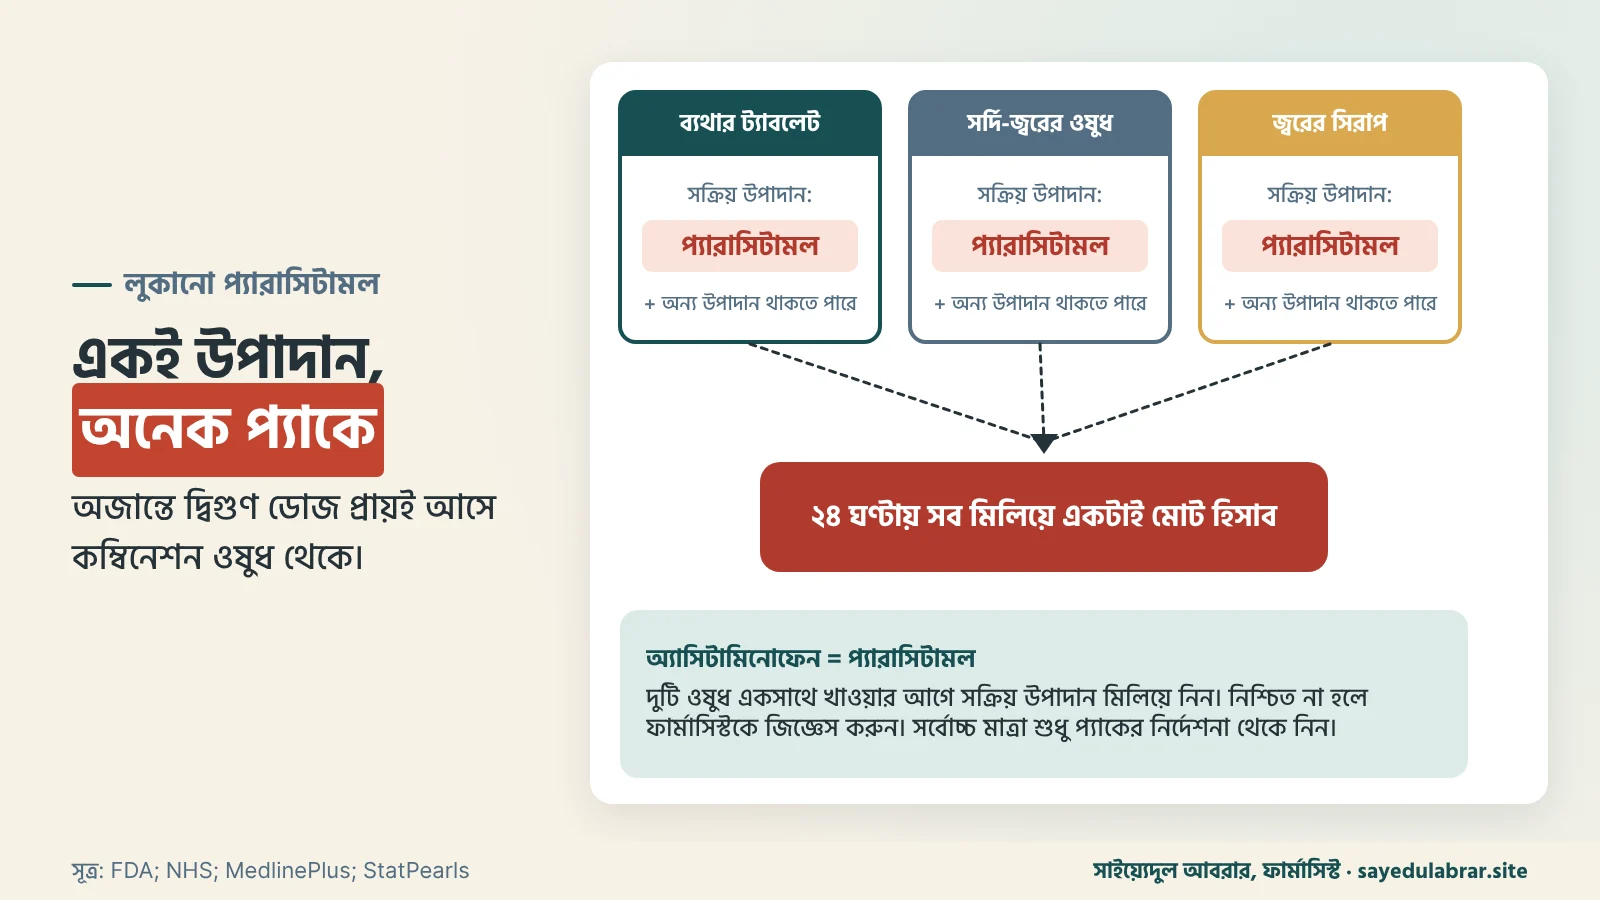 লুকানো প্যারাসিটামল
একই উপাদান,
অনেক প্যাকে
অজান্তে দ্বিগুণ ডোজ প্রায়ই আসে
কম্বিনেশন ওষুধ থেকে।
ব্যথার ট্যাবলেট
সক্রিয় উপাদান:
প্যারাসিটামল
+ অন্য উপাদান থাকতে পারে
সর্দি-জ্বরের ওষুধ
সক্রিয় উপাদান:
প্যারাসিটামল
+ অন্য উপাদান থাকতে পারে
জ্বরের সিরাপ
সক্রিয় উপাদান:
প্যারাসিটামল
+ অন্য উপাদান থাকতে পারে
২৪ ঘণ্টায় সব মিলিয়ে একটাই মোট হিসাব
অ্যাসিটামিনোফেন = প্যারাসিটামল
দুটি ওষুধ একসাথে খাওয়ার আগে সক্রিয় উপাদান মিলিয়ে নিন। নিশ্চিত না হলে
ফার্মাসিস্টকে জিজ্ঞেস করুন। সর্বোচ্চ মাত্রা শুধু প্যাকের নির্দেশনা থেকে নিন।
সূত্র: FDA; NHS; MedlinePlus; StatPearls
সাইয়্যেদুল আবরার, ফার্মাসিস্ট · sayedulabrar.site